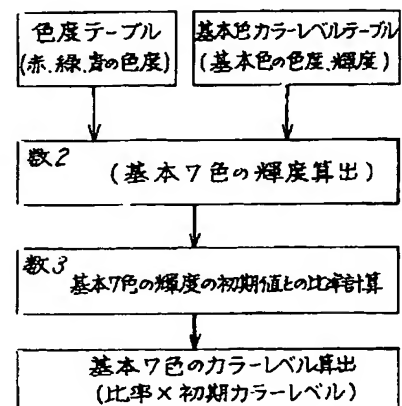 色度テーブル
(赤、緑、青の色度)
基本色カラーレベルテーブル
(基本色の色度、輝度)
数2
(基本7色の輝度算出)
数3
基本7色の輝度の初期値との比率計算
基本7色のカラーレベル算出
(比率×初期カラーレベル)